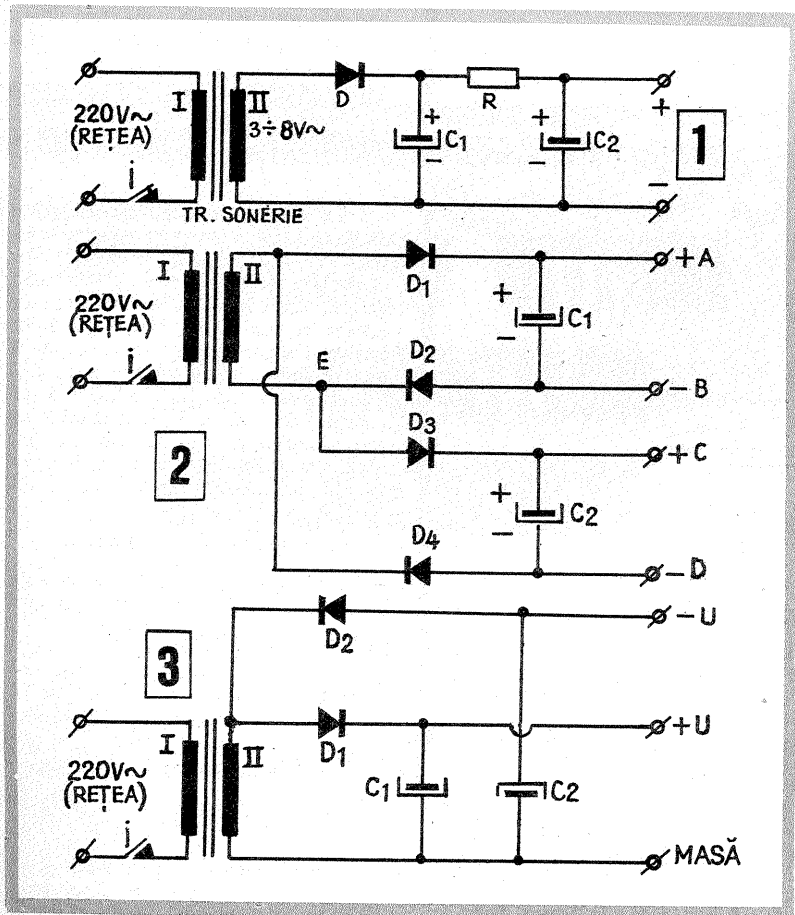 I II D R
220V~ 3÷8V~ + C1 + C2 + 1
(REȚEA) − − −
i TR. SONERIE
I II D1 +A
220V~ + C1
(REȚEA) −
i E D2 −B
D3 +C
2 + C2
D4 − −D
D2 −U
3
I II D1 +U
220V~ C1 C2
(REȚEA)
i MASĂ